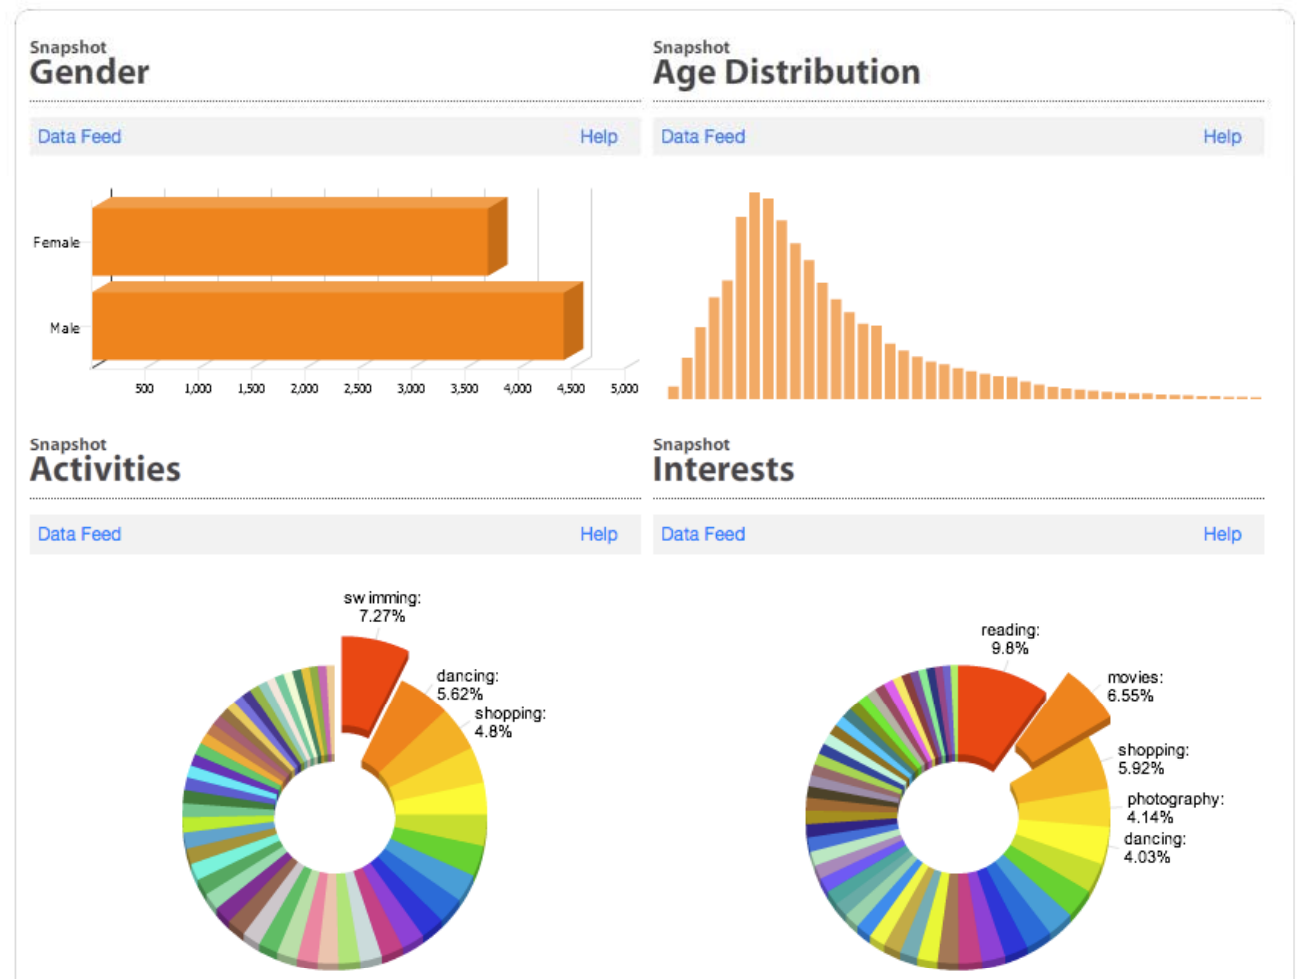 Snapshot
Gender
Data Feed Help
Female
Male
500 1,000 1,500 2,000 2,500 3,000 3,500 4,000 4,500 5,000
Snapshot
Age Distribution
Data Feed Help
Snapshot
Activities
Data Feed Help
swimming:
7.27%
dancing:
5.62%
shopping:
4.8%
Snapshot
Interests
Data Feed Help
reading:
9.8%
movies:
6.55%
shopping:
5.92%
photography:
4.14%
dancing:
4.03%